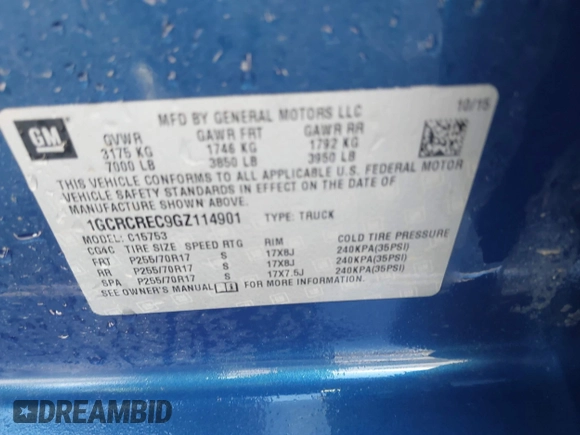 MFD BY GENERAL MOTORS LLC 10/15
GM
GVWR GAWR FRT GAWR RR
3175 KG 1746 KG 1792 KG
7000 LB 3850 LB 3950 LB
THIS VEHICLE CONFORMS TO ALL APPLICABLE U.S. FEDERAL MOTOR
VEHICLE SAFETY STANDARDS IN EFFECT ON THE DATE OF
MANUFACTURE SHOWN ABOVE.
1GCRCREC9GZ114901 TYPE: TRUCK
MODEL: C15753
CG4C TIRE SIZE SPEED RTG RIM COLD TIRE PRESSURE
FRT P255/70R17 S 17X8J 240KPA(35PSI)
RR P255/70R17 S 17X8J 240KPA(35PSI)
SPA P255/70R17 S 17X7.5J 240KPA(35PSI)
SEE OWNER'S MANUAL FOR MORE INFORMATION.
DREAMBID